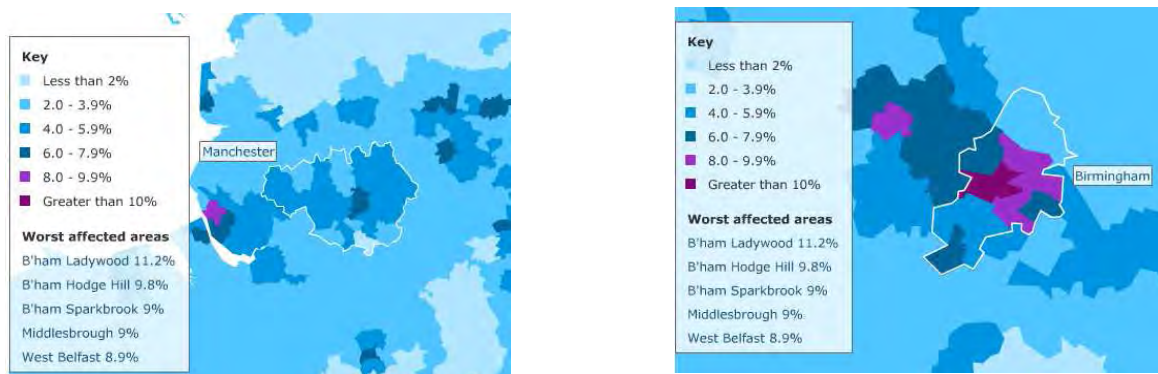 Key
Less than 2%
2.0 - 3.9%
4.0 - 5.9%
6.0 - 7.9%
8.0 - 9.9%
Greater than 10%
Worst affected areas
B'ham Ladywood 11.2%
B'ham Hodge Hill 9.8%
B'ham Sparkbrook 9%
Middlesbrough 9%
West Belfast 8.9%
Manchester
Key
Less than 2%
2.0 - 3.9%
4.0 - 5.9%
6.0 - 7.9%
8.0 - 9.9%
Greater than 10%
Worst affected areas
B'ham Ladywood 11.2%
B'ham Hodge Hill 9.8%
B'ham Sparkbrook 9%
Middlesbrough 9%
West Belfast 8.9%
Birmingham